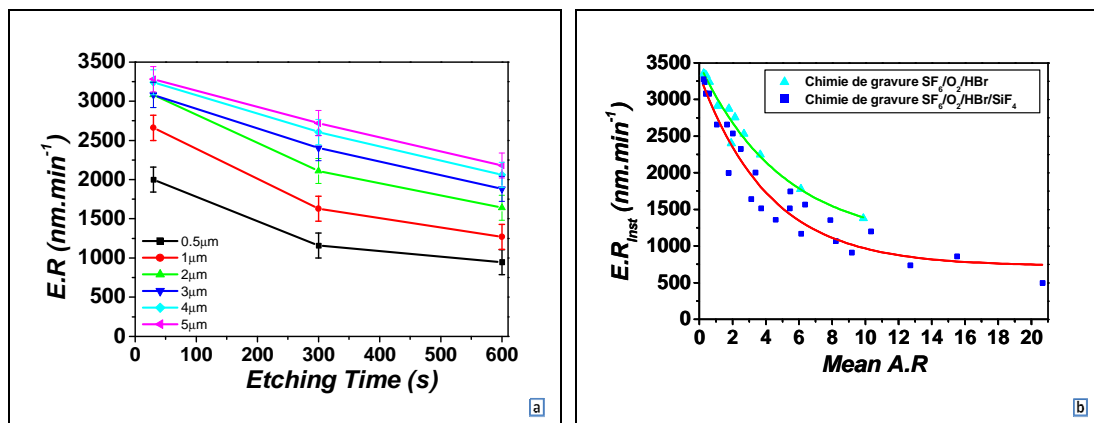 3500
3000
2500
2000
1500
1000
500
0
E.R (nm.min⁻¹)
0.5μm
1μm
2μm
3μm
4μm
5μm
0 100 200 300 400 500 600
Etching Time (s)
a
3500
3000
2500
2000
1500
1000
500
0
E.R_Inst (nm.min⁻¹)
Chimie de gravure SF₆/O₂/HBr
Chimie de gravure SF₆/O₂/HBr/SiF₄
0 2 4 6 8 10 12 14 16 18 20
Mean A.R
b